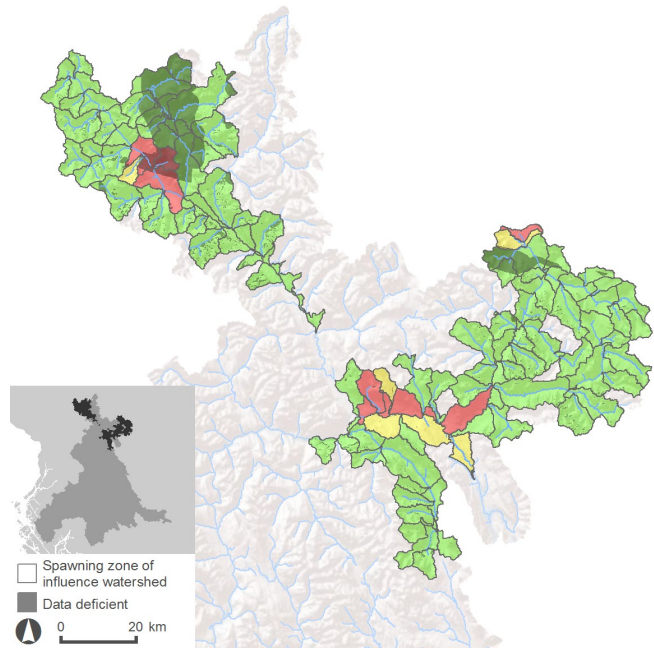 Spawning zone of
influence watershed
Data deficient
0 20 km